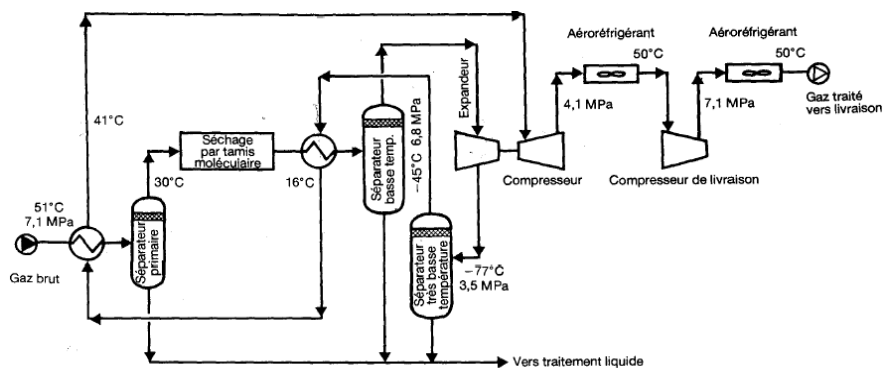 Aéroréfrigérant
Aéroréfrigérant
50°C
50°C
4,1 MPa
7,1 MPa
Gaz traité
vers livraison
41°C
Séchage
par tamis
moléculaire
30°C
16°C
Séparateur
basse temp.
−45°C 6,8 MPa
Expandeur
Compresseur
Compresseur de livraison
51°C
7,1 MPa
Gaz brut
Séparateur
primaire
Séparateur
très basse
température
−77°C
3,5 MPa
Vers traitement liquide